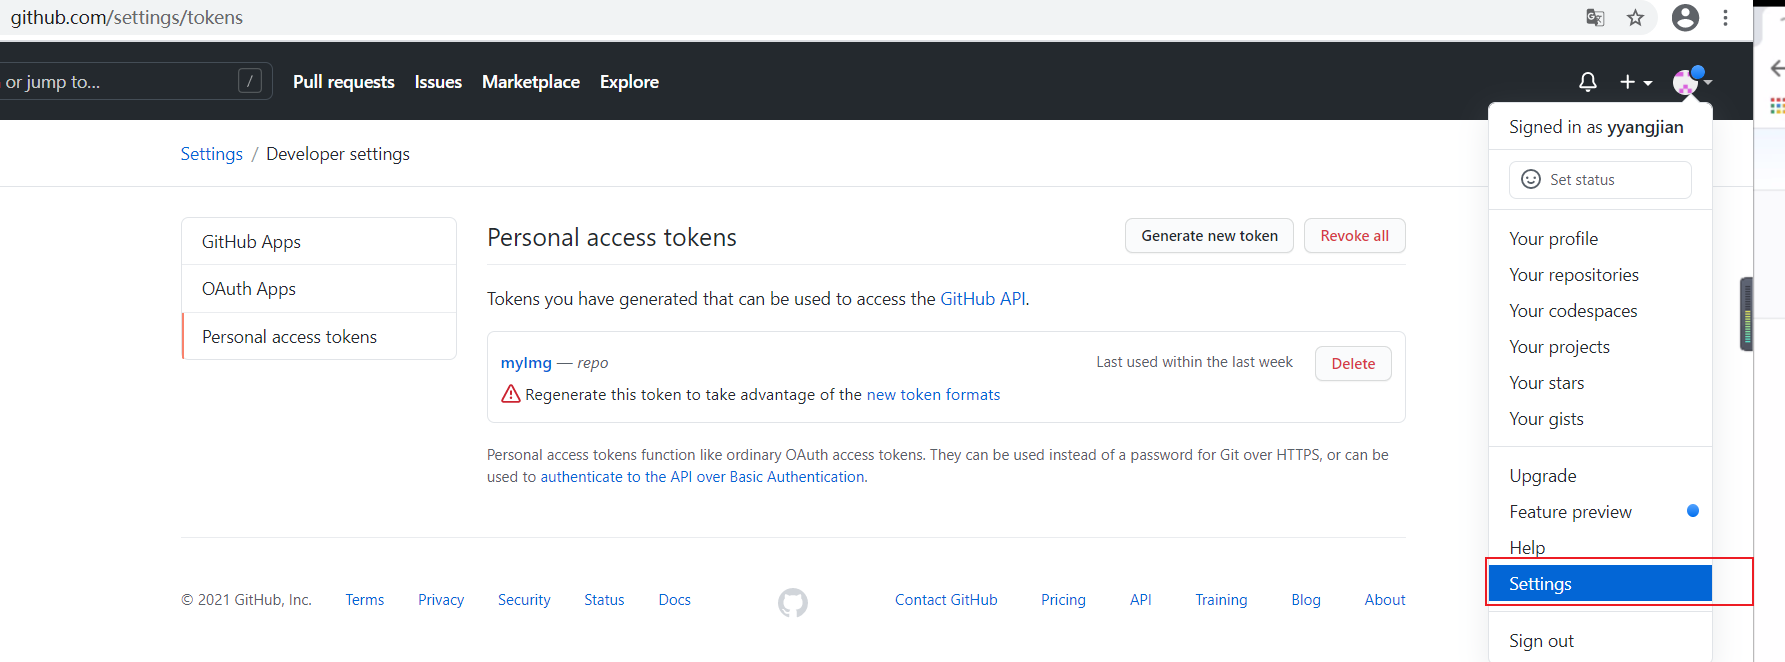 github.com/settings/tokens
or jump to...
/
Pull requests
Issues
Marketplace
Explore
Signed in as yyangjian
Set status
Your profile
Your repositories
Your codespaces
Your projects
Your stars
Your gists
Upgrade
Feature preview
Help
Settings
Sign out
Settings / Developer settings
GitHub Apps
OAuth Apps
Personal access tokens
Personal access tokens
Generate new token
Revoke all
Tokens you have generated that can be used to access the GitHub API.
myImg — repo
Last used within the last week
Delete
Regenerate this token to take advantage of the new token formats
Personal access tokens function like ordinary OAuth access tokens. They can be used instead of a password for Git over HTTPS, or can be
used to authenticate to the API over Basic Authentication.
© 2021 GitHub, Inc.
Terms
Privacy
Security
Status
Docs
Contact GitHub
Pricing
API
Training
Blog
About